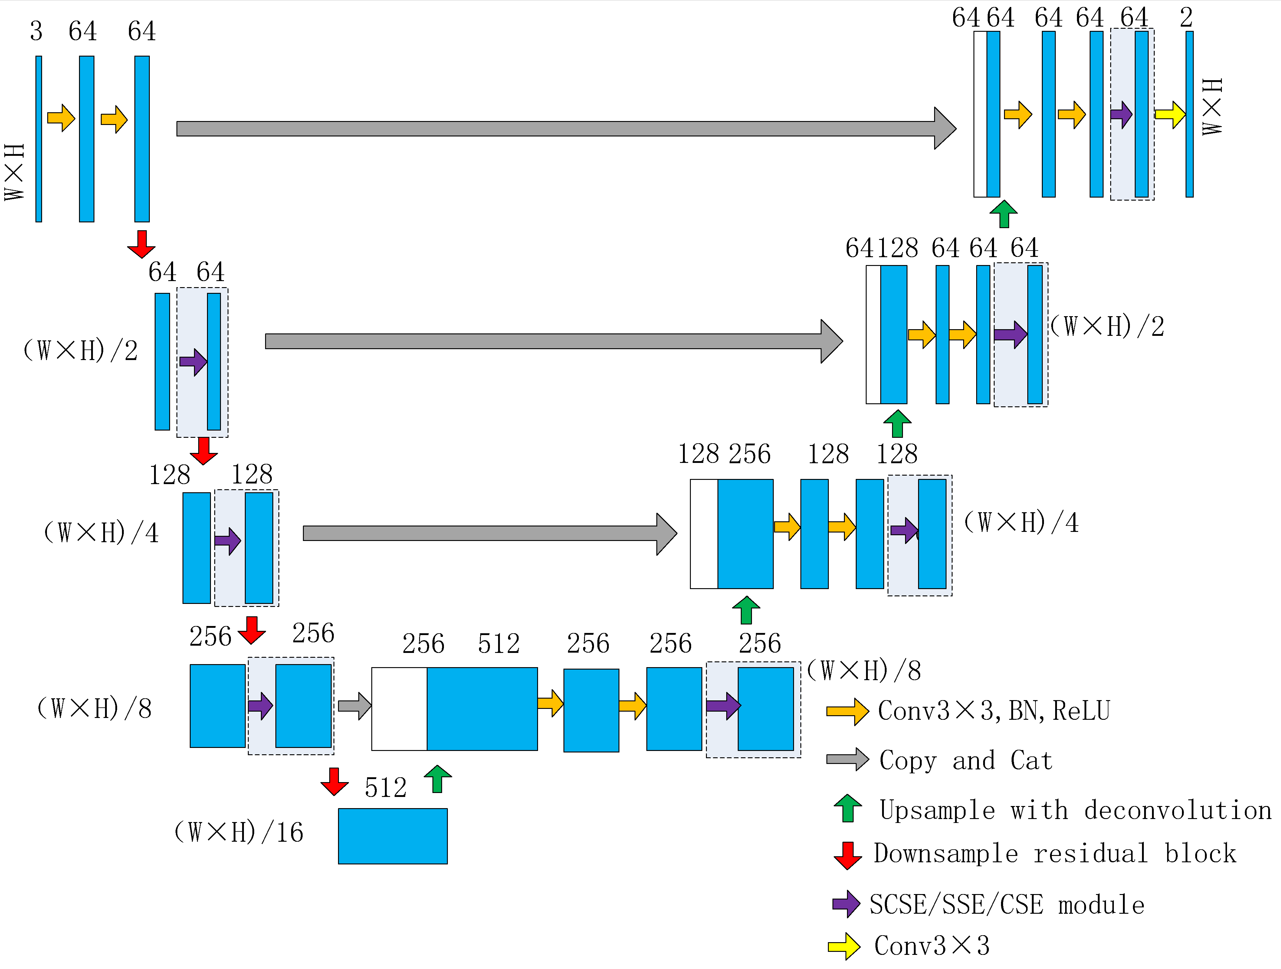 3 64 64
W×H
64 64 64 64 64 2
W×H
64 64
(W×H)/2
64 128 64 64 64
(W×H)/2
128 128
(W×H)/4
128 256 128 128
(W×H)/4
256 256
(W×H)/8
256 512 256 256 256
(W×H)/8
512
(W×H)/16
Conv3×3,BN,ReLU
Copy and Cat
Upsample with deconvolution
Downsample residual block
SCSE/SSE/CSE module
Conv3×3